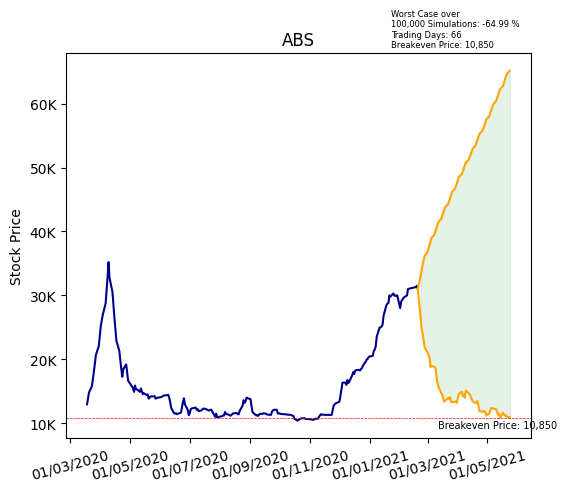 Worst Case over
100,000 Simulations: -64.99 %
Trading Days: 66
Breakeven Price: 10,850
ABS
Stock Price
60K
50K
40K
30K
20K
10K
Breakeven Price: 10,850
01/03/2020
01/05/2020
01/07/2020
01/09/2020
01/11/2020
01/01/2021
01/03/2021
01/05/2021